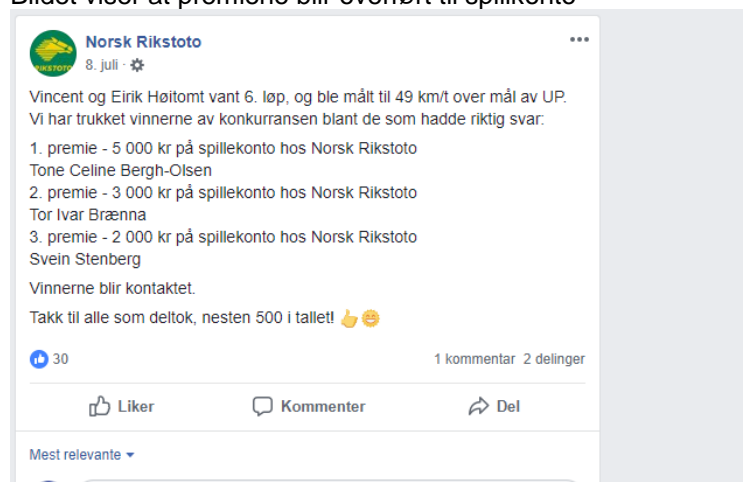 Bildet viser at premiene blir overført til spillkonto
Norsk Rikstoto
8. juli
RIKSTOTO
Vincent og Eirik Høitomt vant 6. løp, og ble målt til 49 km/t over mål av UP.
Vi har trukket vinnerne av konkurransen blant de som hadde riktig svar:
1. premie - 5 000 kr på spillekonto hos Norsk Rikstoto
Tone Celine Bergh-Olsen
2. premie - 3 000 kr på spillekonto hos Norsk Rikstoto
Tor Ivar Brænna
3. premie - 2 000 kr på spillekonto hos Norsk Rikstoto
Svein Stenberg
Vinnerne blir kontaktet.
Takk til alle som deltok, nesten 500 i tallet! 👍😁
30 1 kommentar 2 delinger
Liker Kommenter Del
Mest relevante